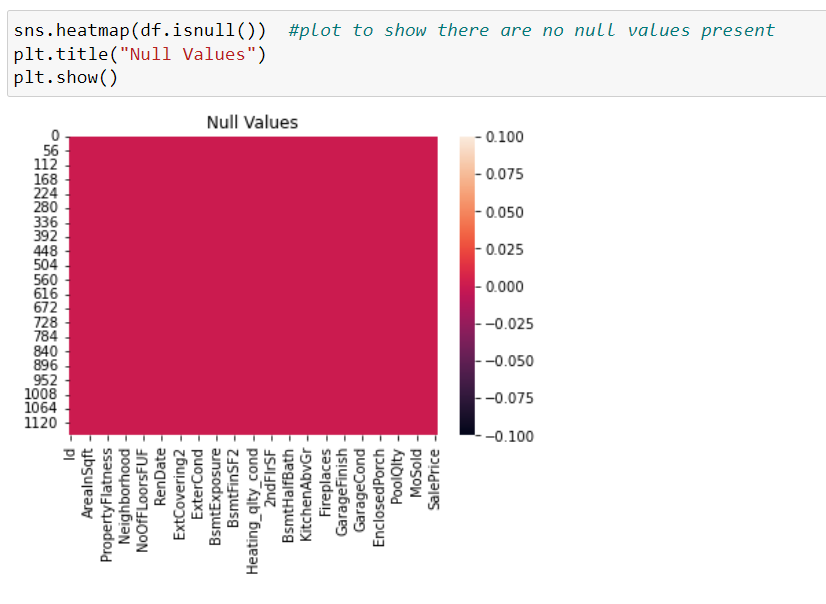 sns.heatmap(df.isnull())  #plot to show there are no null values present
plt.title("Null Values")
plt.show()
Null Values
0
56
112
168
224
280
336
392
448
504
560
616
672
728
784
840
896
952
1008
1064
1120
0.100
0.075
0.050
0.025
0.000
−0.025
−0.050
−0.075
−0.100
Id
AreaInSqft
PropertyFlatness
Neighborhood
NoOfFLoorsFUF
RenDate
ExtCovering2
ExterCond
BsmtExposure
BsmtFinSF2
Heating_qlty_cond
2ndFlrSF
BsmtHalfBath
KitchenAbvGr
Fireplaces
GarageFinish
GarageCond
EnclosedPorch
PoolQlty
MoSold
SalePrice